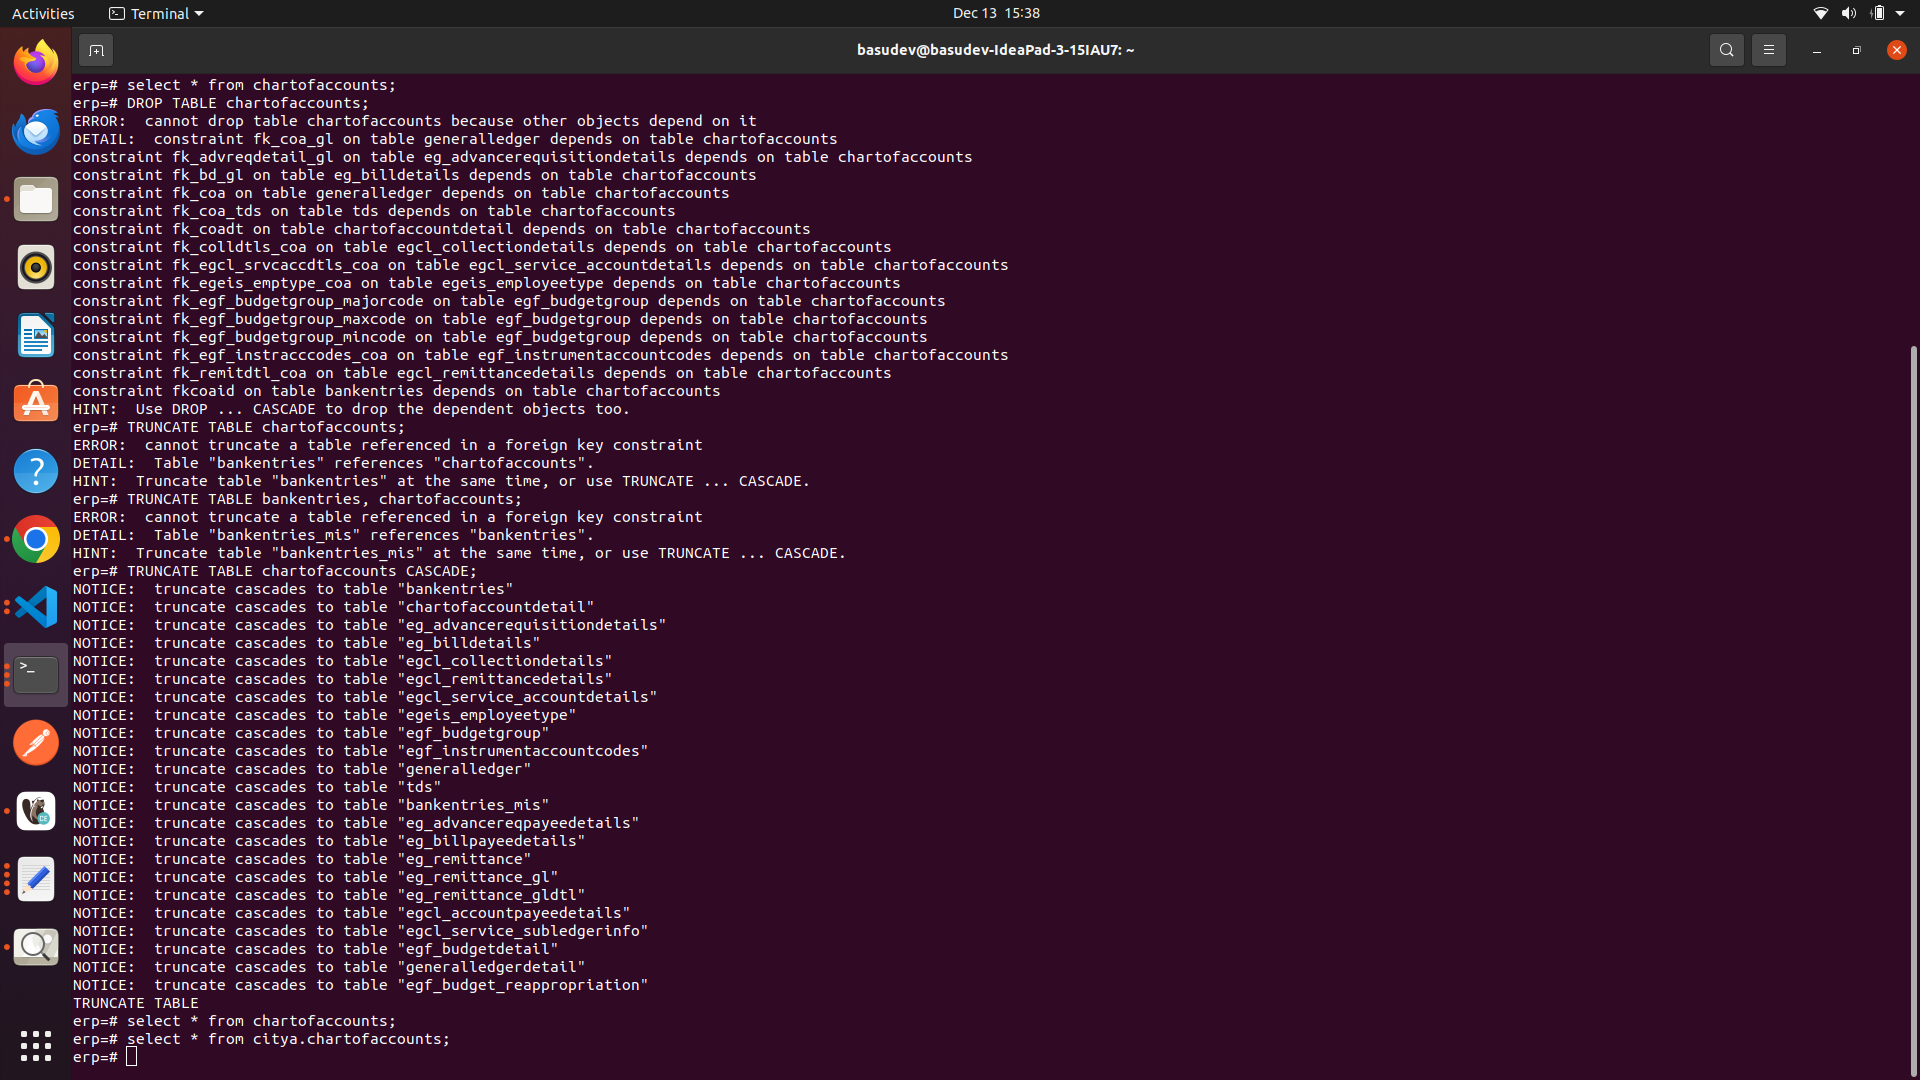 Activities
Terminal
Dec 13 15:38
basudev@basudev-IdeaPad-3-15IAU7: ~
erp=# select * from chartofaccounts;
erp=# DROP TABLE chartofaccounts;
ERROR:  cannot drop table chartofaccounts because other objects depend on it
DETAIL:  constraint fk_coa_gl on table generalledger depends on table chartofaccounts
constraint fk_advreqdetail_gl on table eg_advancerequisitiondetails depends on table chartofaccounts
constraint fk_bd_gl on table eg_billdetails depends on table chartofaccounts
constraint fk_coa on table generalledger depends on table chartofaccounts
constraint fk_coa_tds on table tds depends on table chartofaccounts
constraint fk_coadt on table chartofaccountdetail depends on table chartofaccounts
constraint fk_colldtls_coa on table egcl_collectiondetails depends on table chartofaccounts
constraint fk_egcl_srvcaccdtls_coa on table egcl_service_accountdetails depends on table chartofaccounts
constraint fk_egeis_emptype_coa on table egeis_employeetype depends on table chartofaccounts
constraint fk_egf_budgetgroup_majorcode on table egf_budgetgroup depends on table chartofaccounts
constraint fk_egf_budgetgroup_maxcode on table egf_budgetgroup depends on table chartofaccounts
constraint fk_egf_budgetgroup_mincode on table egf_budgetgroup depends on table chartofaccounts
constraint fk_egf_instracccodes_coa on table egf_instrumentaccountcodes depends on table chartofaccounts
constraint fk_remitdtl_coa on table egcl_remittancedetails depends on table chartofaccounts
constraint fkcoaid on table bankentries depends on table chartofaccounts
HINT:  Use DROP ... CASCADE to drop the dependent objects too.
erp=# TRUNCATE TABLE chartofaccounts;
ERROR:  cannot truncate a table referenced in a foreign key constraint
DETAIL:  Table "bankentries" references "chartofaccounts".
HINT:  Truncate table "bankentries" at the same time, or use TRUNCATE ... CASCADE.
erp=# TRUNCATE TABLE bankentries, chartofaccounts;
ERROR:  cannot truncate a table referenced in a foreign key constraint
DETAIL:  Table "bankentries_mis" references "bankentries".
HINT:  Truncate table "bankentries_mis" at the same time, or use TRUNCATE ... CASCADE.
erp=# TRUNCATE TABLE chartofaccounts CASCADE;
NOTICE:  truncate cascades to table "bankentries"
NOTICE:  truncate cascades to table "chartofaccountdetail"
NOTICE:  truncate cascades to table "eg_advancerequisitiondetails"
NOTICE:  truncate cascades to table "eg_billdetails"
NOTICE:  truncate cascades to table "egcl_collectiondetails"
NOTICE:  truncate cascades to table "egcl_remittancedetails"
NOTICE:  truncate cascades to table "egcl_service_accountdetails"
NOTICE:  truncate cascades to table "egeis_employeetype"
NOTICE:  truncate cascades to table "egf_budgetgroup"
NOTICE:  truncate cascades to table "egf_instrumentaccountcodes"
NOTICE:  truncate cascades to table "generalledger"
NOTICE:  truncate cascades to table "tds"
NOTICE:  truncate cascades to table "bankentries_mis"
NOTICE:  truncate cascades to table "eg_advancereqpayeedetails"
NOTICE:  truncate cascades to table "eg_billpayeedetails"
NOTICE:  truncate cascades to table "eg_remittance"
NOTICE:  truncate cascades to table "eg_remittance_gl"
NOTICE:  truncate cascades to table "eg_remittance_gldtl"
NOTICE:  truncate cascades to table "egcl_accountpayeedetails"
NOTICE:  truncate cascades to table "egcl_service_subledgerinfo"
NOTICE:  truncate cascades to table "egf_budgetdetail"
NOTICE:  truncate cascades to table "generalledgerdetail"
NOTICE:  truncate cascades to table "egf_budget_reappropriation"
TRUNCATE TABLE
erp=# select * from chartofaccounts;
erp=# select * from citya.chartofaccounts;
erp=#